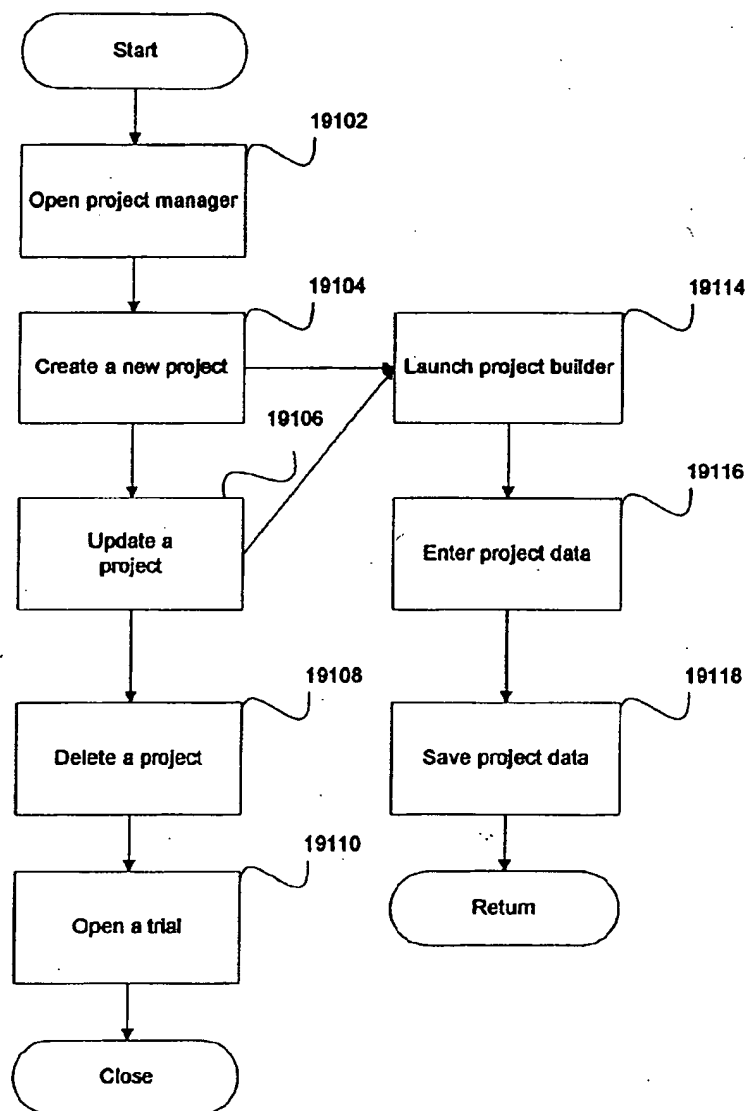 Start
19102
Open project manager
19104
Create a new project
19114
Launch project builder
19106
Update a
project
19116
Enter project data
19108
Delete a project
19118
Save project data
19110
Open a trial
Return
Close